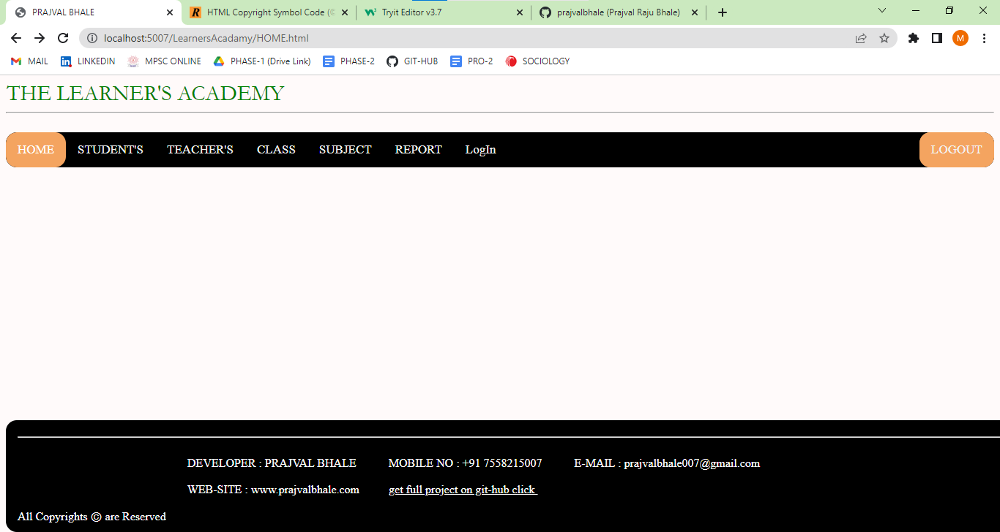 PRAJVAL BHALE
HTML Copyright Symbol Code (©
Tryit Editor v3.7
prajvalbhale (Prajval Raju Bhale)
localhost:5007/LearnersAcadamy/HOME.html
M
MAIL LINKEDIN MPSC ONLINE PHASE-1 (Drive Link) PHASE-2 GIT-HUB PRO-2 SOCIOLOGY
THE LEARNER'S ACADEMY
HOME STUDENT'S TEACHER'S CLASS SUBJECT REPORT LogIn LOGOUT
DEVELOPER : PRAJVAL BHALE MOBILE NO : +91 7558215007 E-MAIL : prajvalbhale007@gmail.com
WEB-SITE : www.prajvalbhale.com get full project on git-hub click
All Copyrights © are Reserved